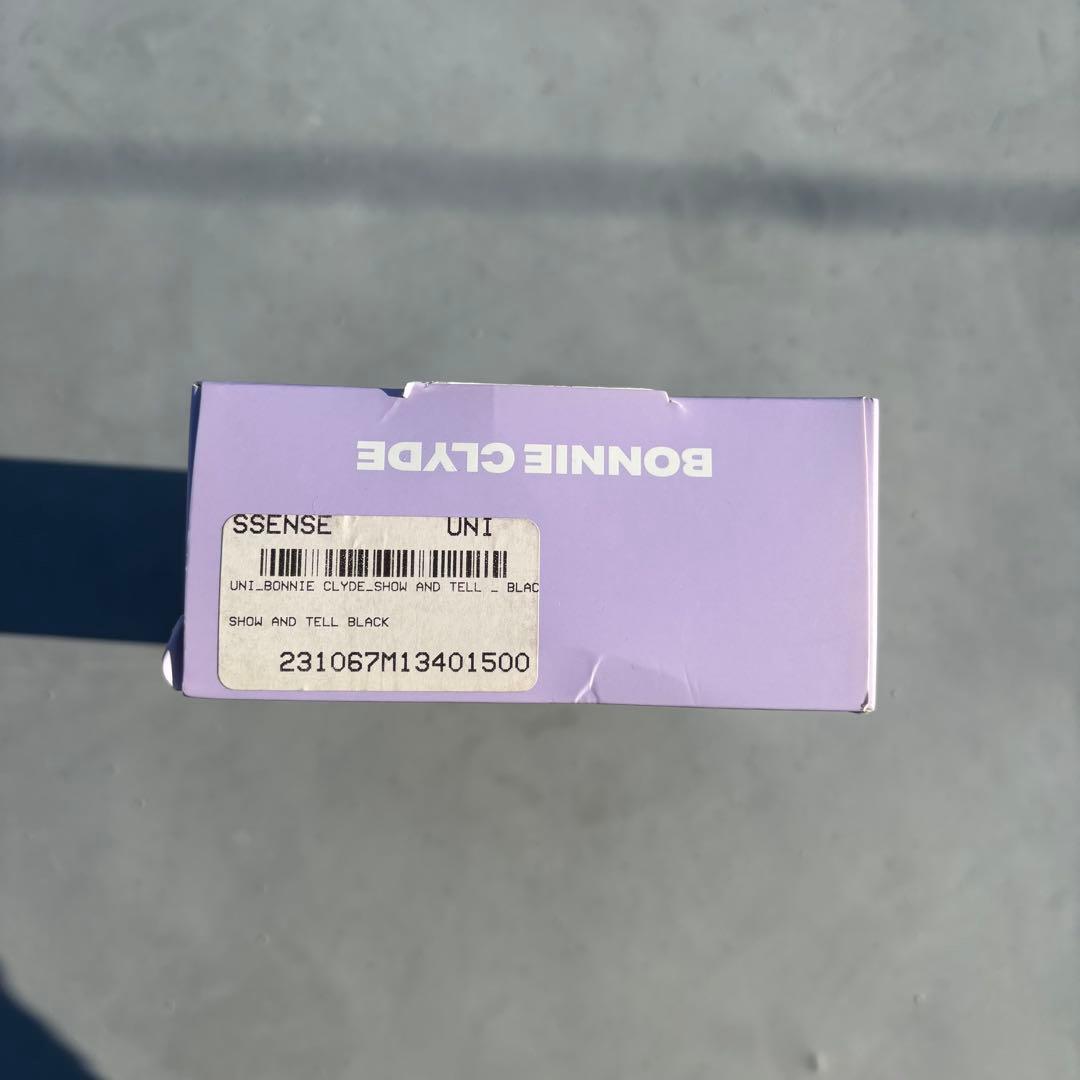 BONNIE CLYDE
SSENSE UNI
UNI_BONNIE CLYDE_SHOW AND TELL _ BLAC
SHOW AND TELL BLACK
231067M13401500